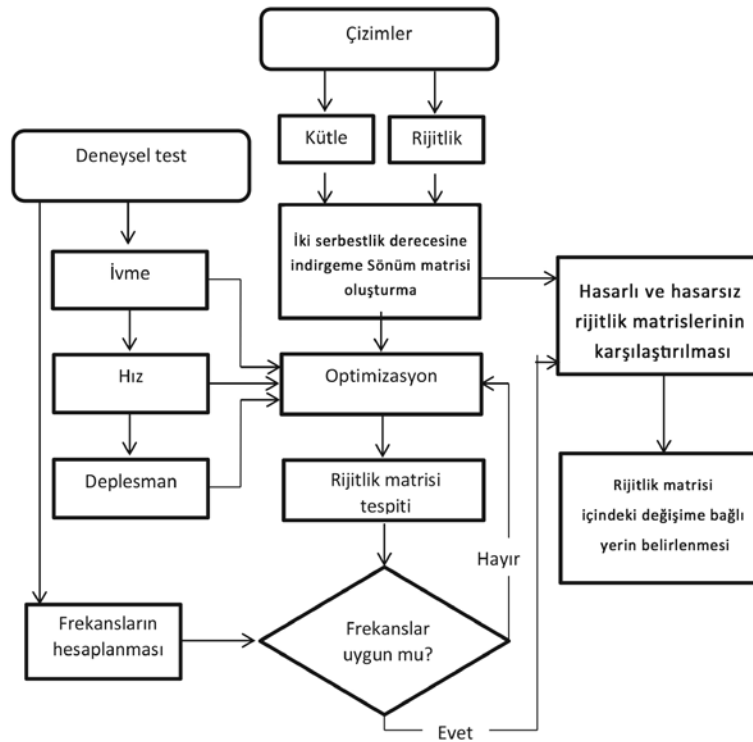 Çizimler
Kütle
Rijitlik
Deneysel test
İki serbestlik derecesine
indirgeme Sönüm matrisi
oluşturma
İvme
Hasarlı ve hasarsız
rijitlik matrislerinin
karşılaştırılması
Hız
Optimizasyon
Deplesman
Rijitlik matrisi
tespiti
Rijitlik matrisi
içindeki değişime bağlı
yerin belirlenmesi
Hayır
Frekansların
hesaplanması
Frekanslar
uygun mu?
Evet